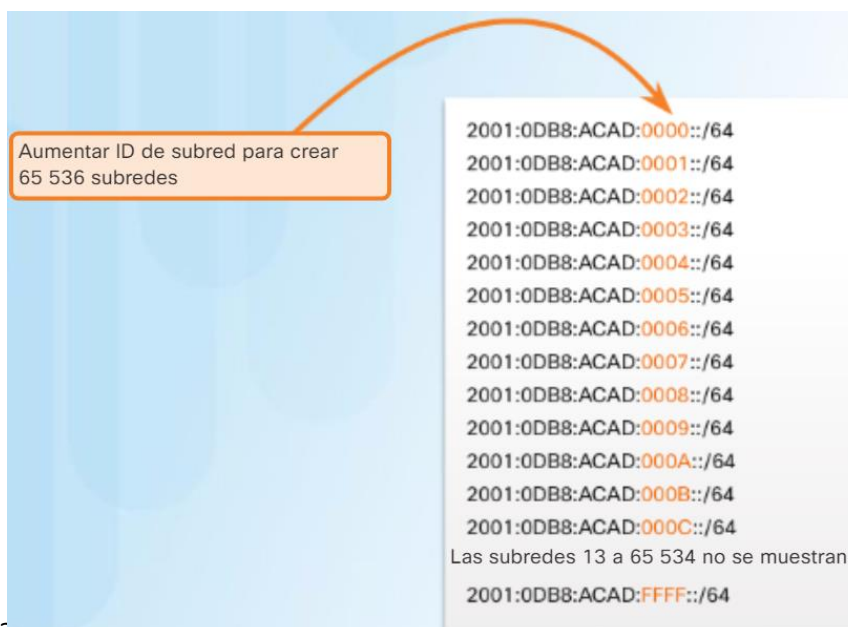 Aumentar ID de subred para crear
65 536 subredes
2001:0DB8:ACAD:0000::/64
2001:0DB8:ACAD:0001::/64
2001:0DB8:ACAD:0002::/64
2001:0DB8:ACAD:0003::/64
2001:0DB8:ACAD:0004::/64
2001:0DB8:ACAD:0005::/64
2001:0DB8:ACAD:0006::/64
2001:0DB8:ACAD:0007::/64
2001:0DB8:ACAD:0008::/64
2001:0DB8:ACAD:0009::/64
2001:0DB8:ACAD:000A::/64
2001:0DB8:ACAD:000B::/64
2001:0DB8:ACAD:000C::/64
Las subredes 13 a 65 534 no se muestran
2001:0DB8:ACAD:FFFF::/64